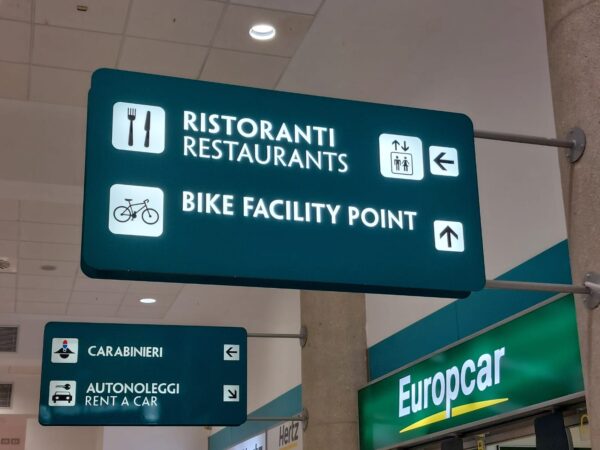 RISTORANTI
RESTAURANTS
BIKE FACILITY POINT
CARABINIERI
AUTONOLEGGI
RENT A CAR
Europcar
Hertz